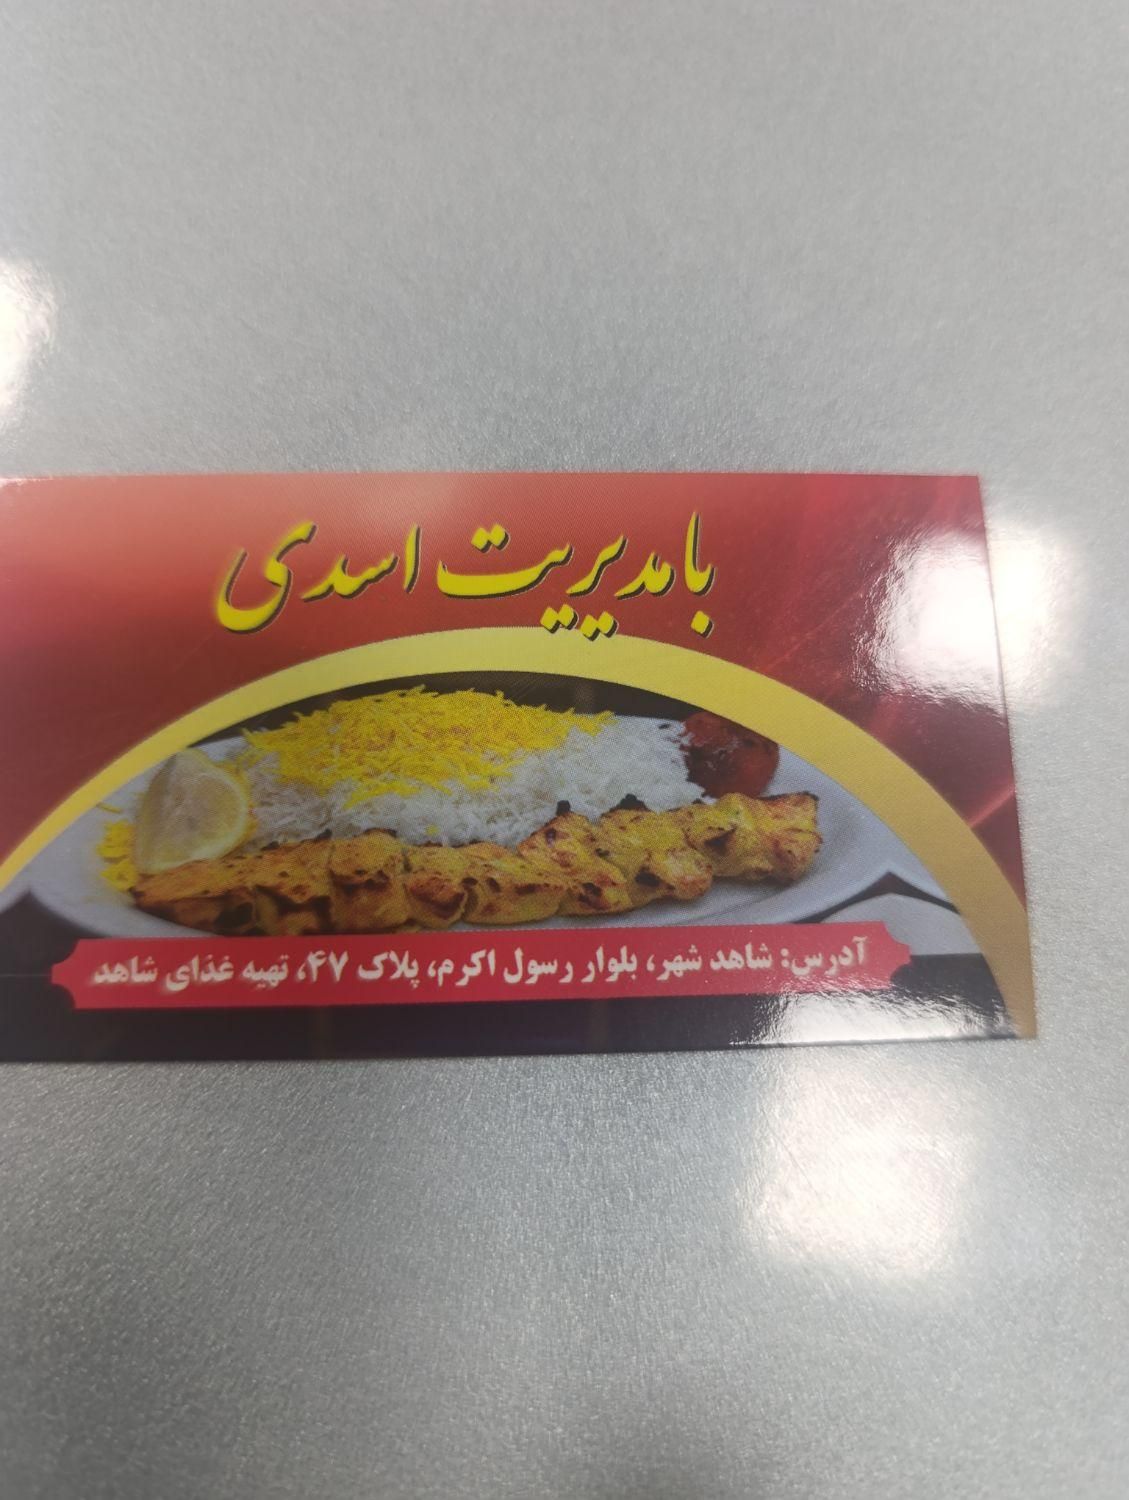 با مدیریت اسدی
آدرس: شاهد شهر، بلوار رسول اکرم، پلاک ۴۷، تهیه غذای شاهد